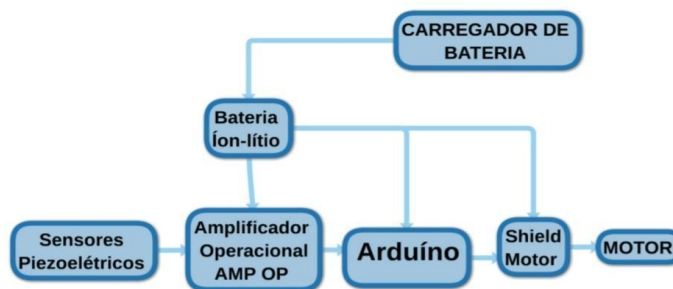 CARREGADOR DE
BATERIA
Bateria
Íon-lítio
Sensores
Piezoelétricos
Amplificador
Operacional
AMP OP
Arduíno
Shield
Motor
MOTOR